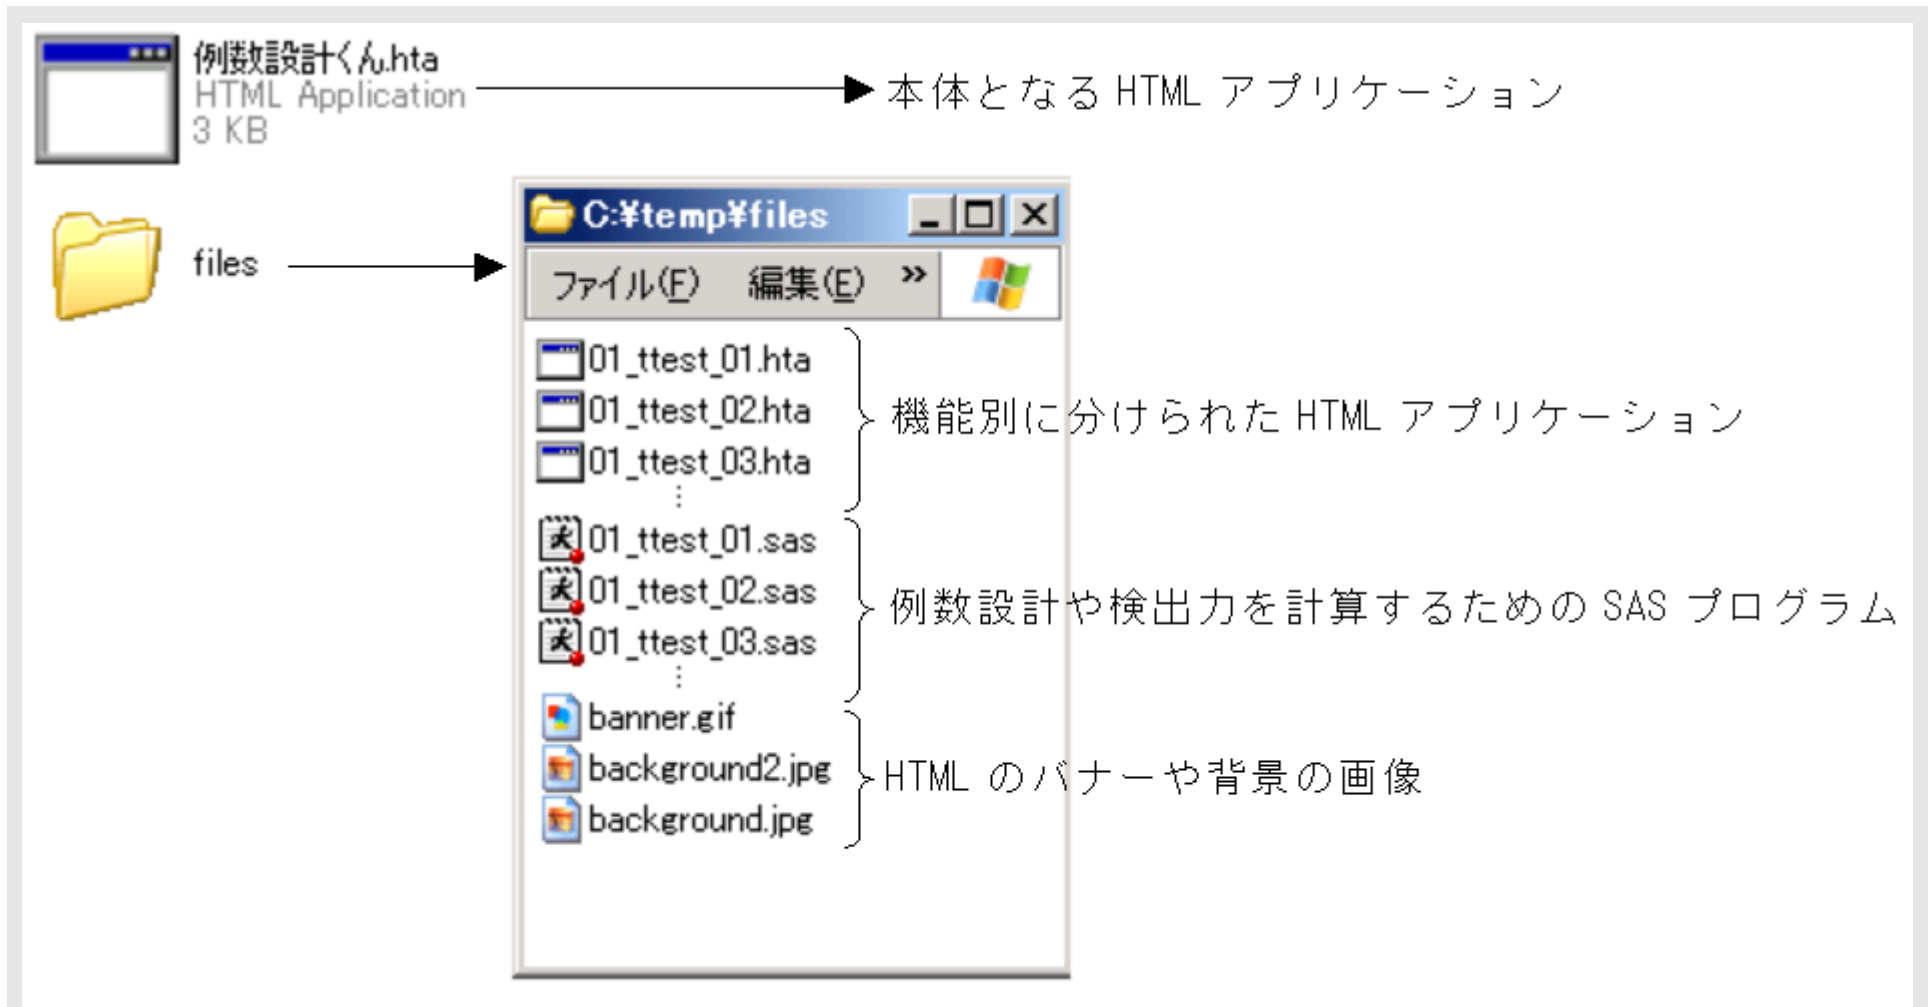 例数設計くん.hta
HTML Application
3 KB
本体となる HTML アプリケーション
files
C:¥temp¥files
ファイル(F) 編集(E) »
01_ttest_01.hta
01_ttest_02.hta
01_ttest_03.hta
機能別に分けられた HTML アプリケーション
01_ttest_01.sas
01_ttest_02.sas
01_ttest_03.sas
例数設計や検出力を計算するための SAS プログラム
banner.gif
background2.jpg
background.jpg
HTML のバナーや背景の画像